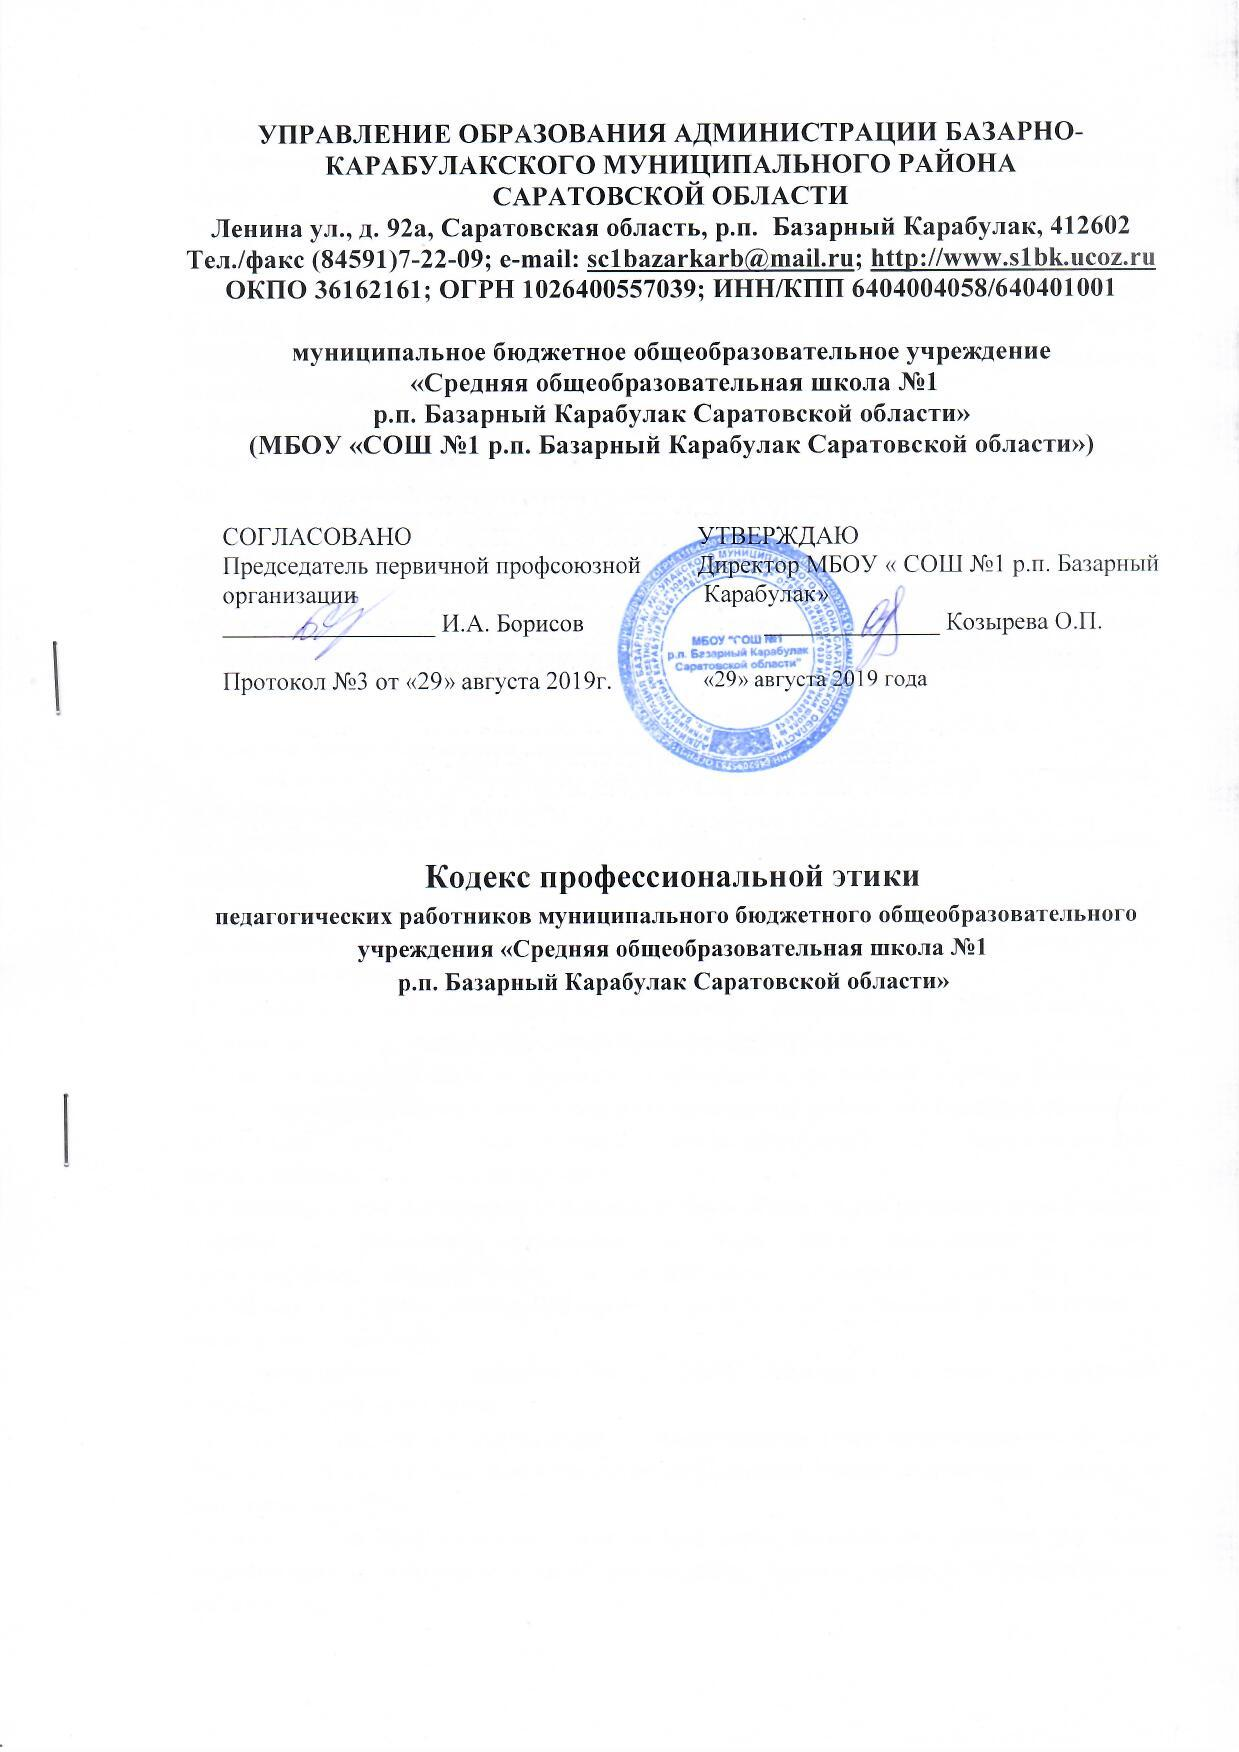 УПРАВЛЕНИЕ ОБРАЗОВАНИЯ АДМИНИСТРАЦИИ БАЗАРНО-
КАРАБУЛАКСКОГО МУНИЦИПАЛЬНОГО РАЙОНА
САРАТОВСКОЙ ОБЛАСТИ
Ленина ул., д. 92а, Саратовская область, р.п. Базарный Карабулак, 412602
Тел./факс (84591)7-22-09; e-mail: sc1bazarkarb@mail.ru; http://www.s1bk.ucoz.ru
ОКПО 36162161; ОГРН 1026400557039; ИНН/КПП 6404004058/640401001
муниципальное бюджетное общеобразовательное учреждение
«Средняя общеобразовательная школа №1
р.п. Базарный Карабулак Саратовской области»
(МБОУ «СОШ №1 р.п. Базарный Карабулак Саратовской области»)
СОГЛАСОВАНО
Председатель первичной профсоюзной
организации
И.А. Борисов
Протокол №3 от «29» августа 2019г.
УТВЕРЖДАЮ
Директор МБОУ « СОШ №1 р.п. Базарный
Карабулак»
Козырева О.П.
«29» августа 2019 года
МБОУ "СОШ №1
р.п. Базарный Карабулак
Саратовской области"
Кодекс профессиональной этики
педагогических работников муниципального бюджетного общеобразовательного
учреждения «Средняя общеобразовательная школа №1
р.п. Базарный Карабулак Саратовской области»